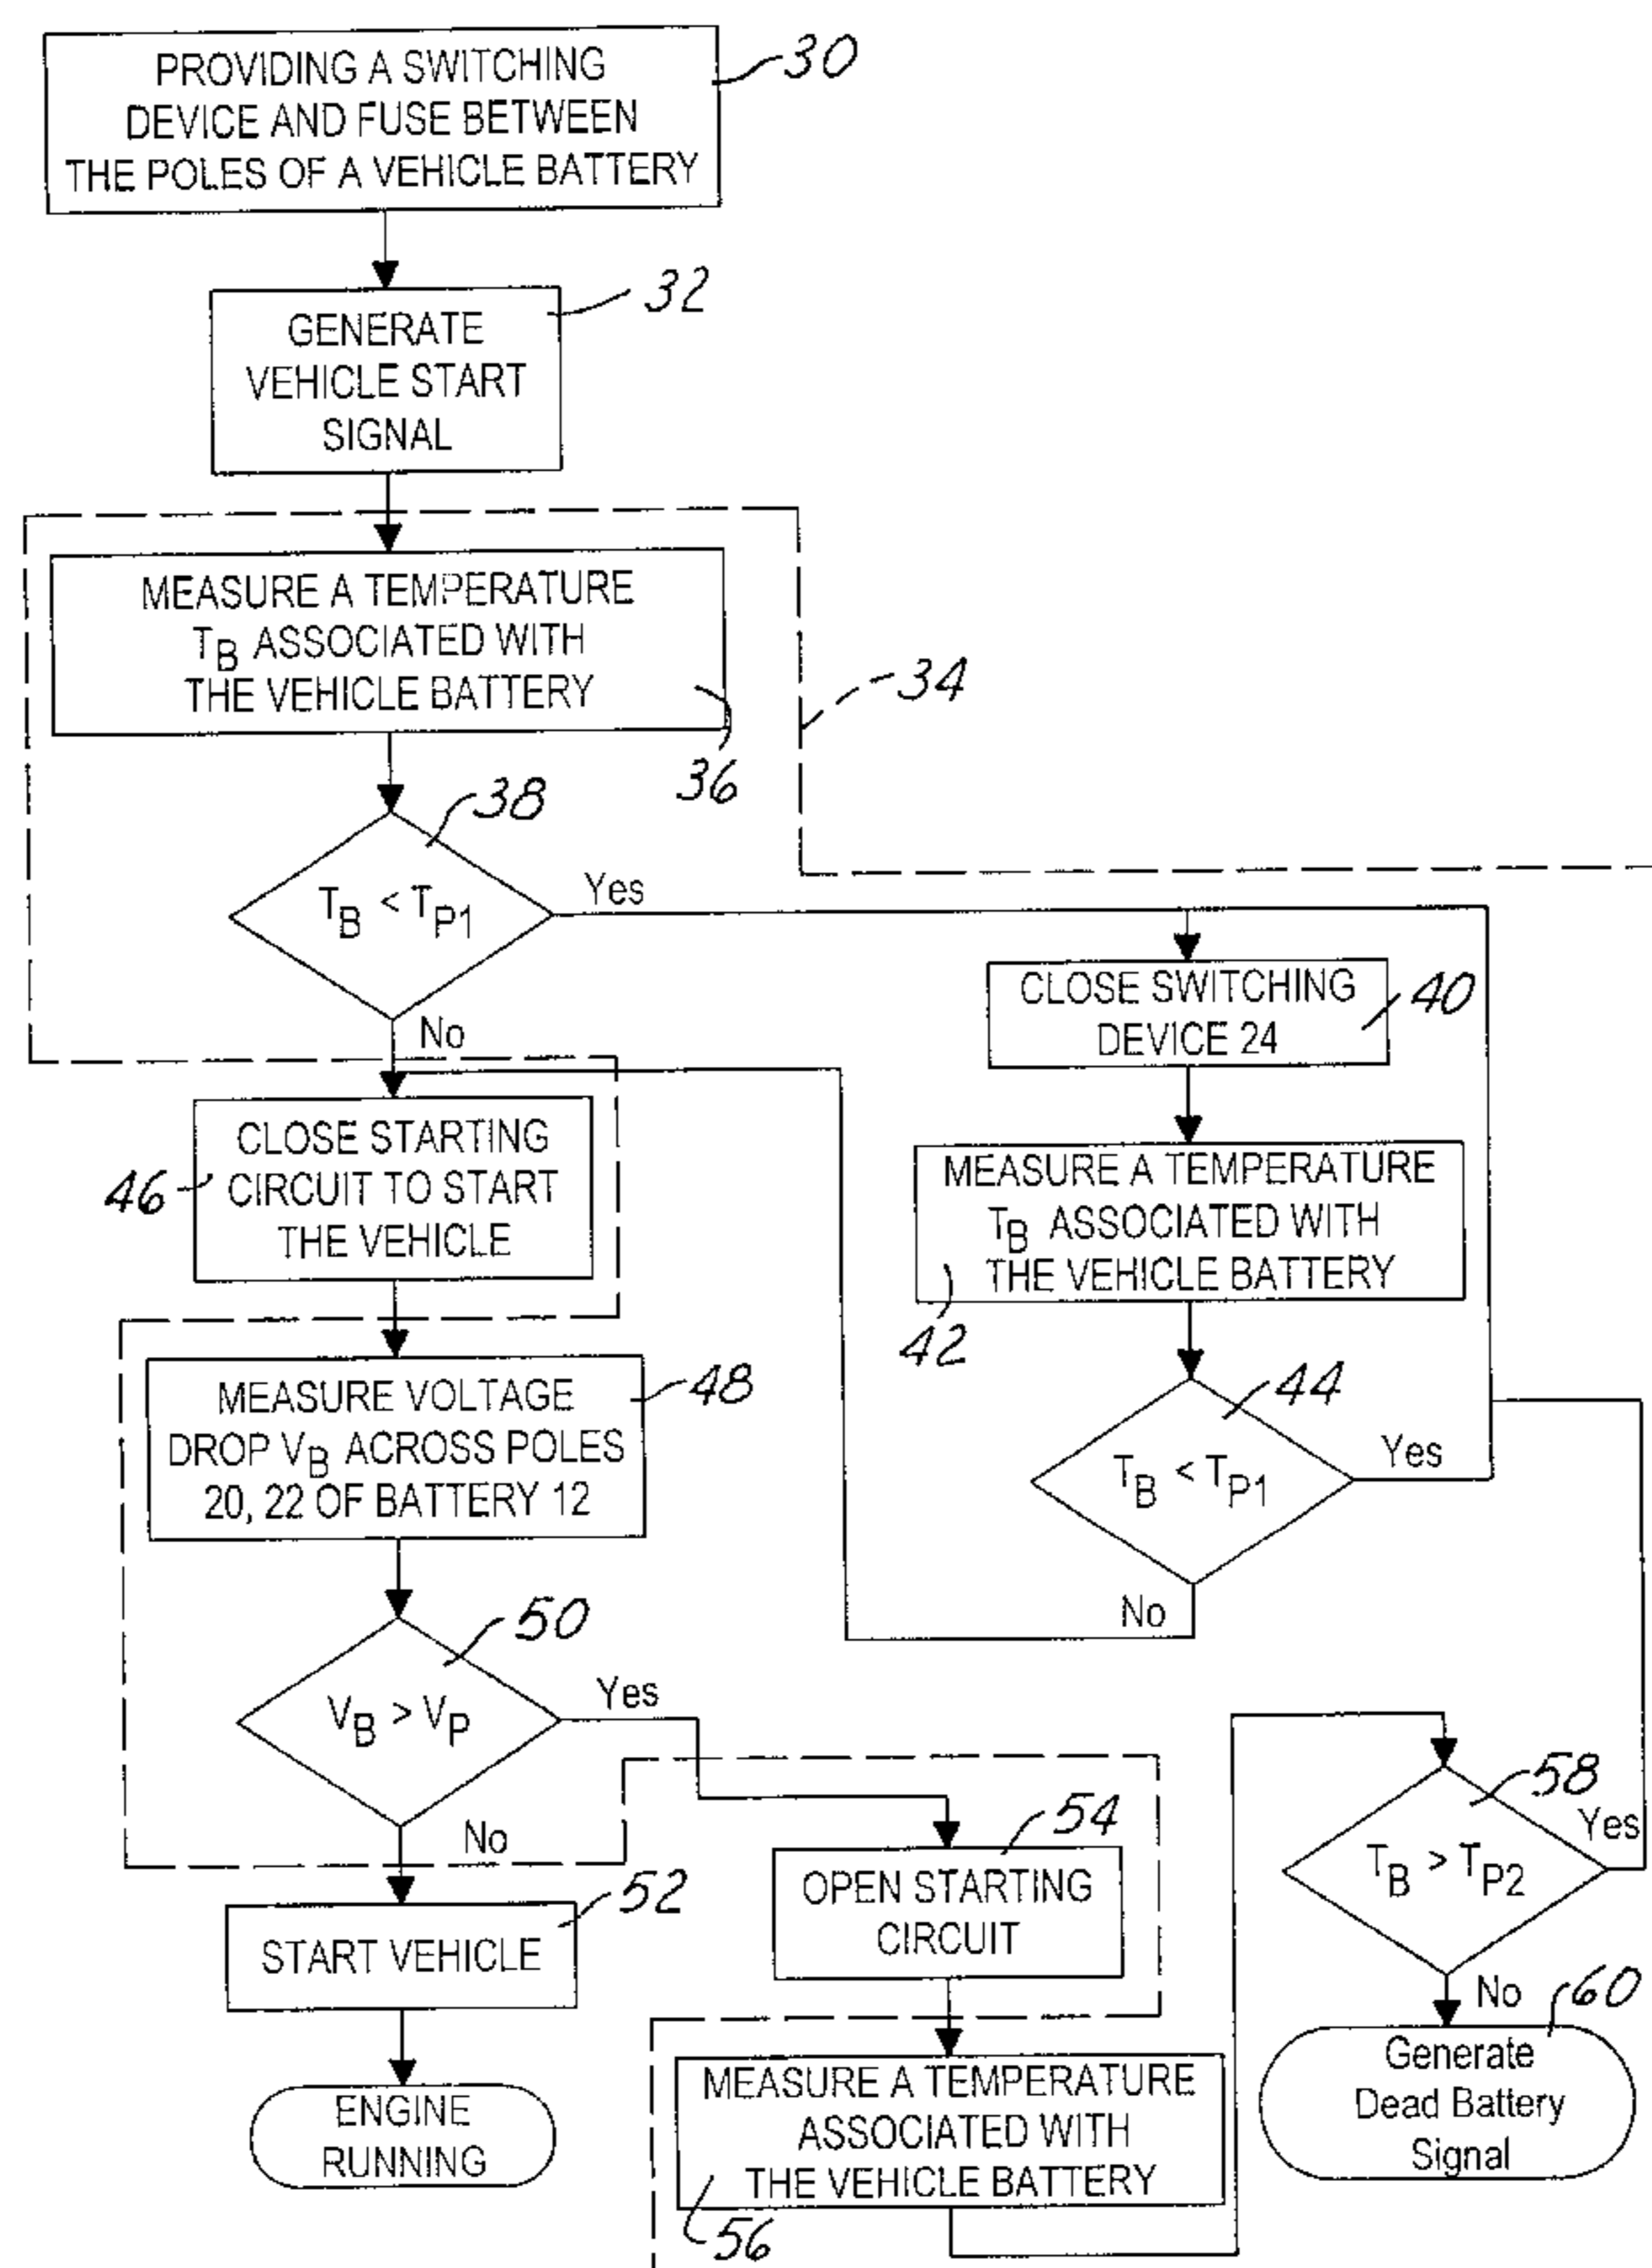 PROVIDING A SWITCHING
DEVICE AND FUSE BETWEEN
THE POLES OF A VEHICLE BATTERY
30
GENERATE
VEHICLE START
SIGNAL
32
MEASURE A TEMPERATURE
TB ASSOCIATED WITH
THE VEHICLE BATTERY
34
36
38
TB < TP1
Yes
No
CLOSE SWITCHING
DEVICE 24
40
CLOSE STARTING
CIRCUIT TO START
THE VEHICLE
46
MEASURE A TEMPERATURE
TB ASSOCIATED WITH
THE VEHICLE BATTERY
42
44
TB < TP1
Yes
No
MEASURE VOLTAGE
DROP VB ACROSS POLES
20, 22 OF BATTERY 12
48
50
VB > VP
Yes
No
START VEHICLE
52
ENGINE
RUNNING
OPEN STARTING
CIRCUIT
54
MEASURE A TEMPERATURE
ASSOCIATED WITH
THE VEHICLE BATTERY
56
58
TB > TP2
Yes
No
60
Generate
Dead Battery
Signal